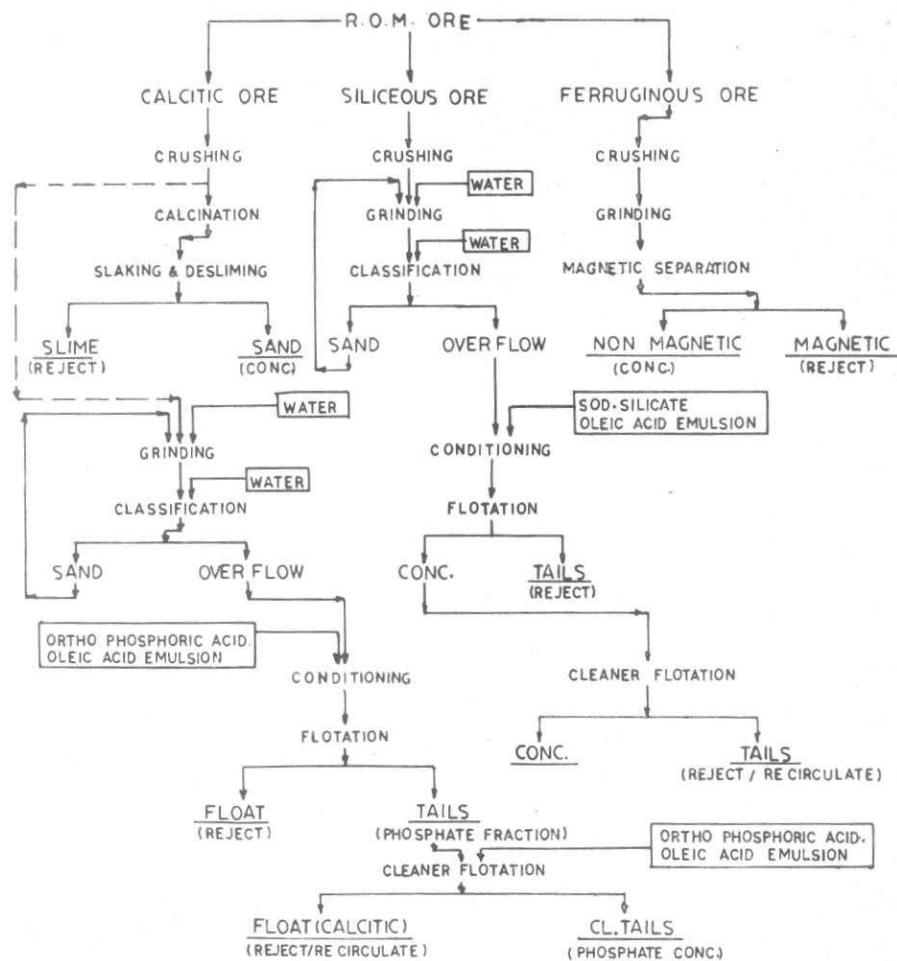 R.O.M. ORE
CALCITIC ORE
SILICEOUS ORE
FERRUGINOUS ORE
CRUSHING
CRUSHING
CRUSHING
WATER
CALCINATION
GRINDING
GRINDING
WATER
SLAKING & DESLIMING
CLASSIFICATION
MAGNETIC SEPARATION
SLIME
(REJECT)
SAND
(CONC.)
SAND
OVER FLOW
NON MAGNETIC
(CONC.)
MAGNETIC
(REJECT)
WATER
SOD. SILICATE
OLEIC ACID EMULSION
GRINDING
CONDITIONING
WATER
CLASSIFICATION
FLOTATION
SAND
OVER FLOW
CONC.
TAILS
(REJECT)
ORTHO PHOSPHORIC ACID.
OLEIC ACID EMULSION
CONDITIONING
CLEANER FLOTATION
FLOTATION
CONC.
TAILS
(REJECT / RE CIRCULATE)
FLOAT
(REJECT)
TAILS
(PHOSPHATE FRACTION)
ORTHO PHOSPHORIC ACID.
OLEIC ACID EMULSION
CLEANER FLOTATION
FLOAT (CALCITIC)
(REJECT/RE CIRCULATE)
CL. TAILS
(PHOSPHATE CONC.)